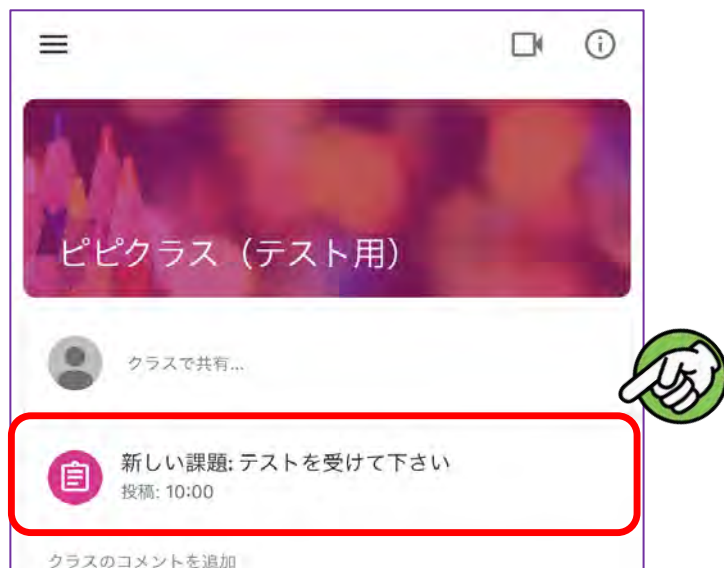 ピピクラス（テスト用）
クラスで共有...
新しい課題: テストを受けて下さい
投稿: 10:00
クラスのコメントを追加